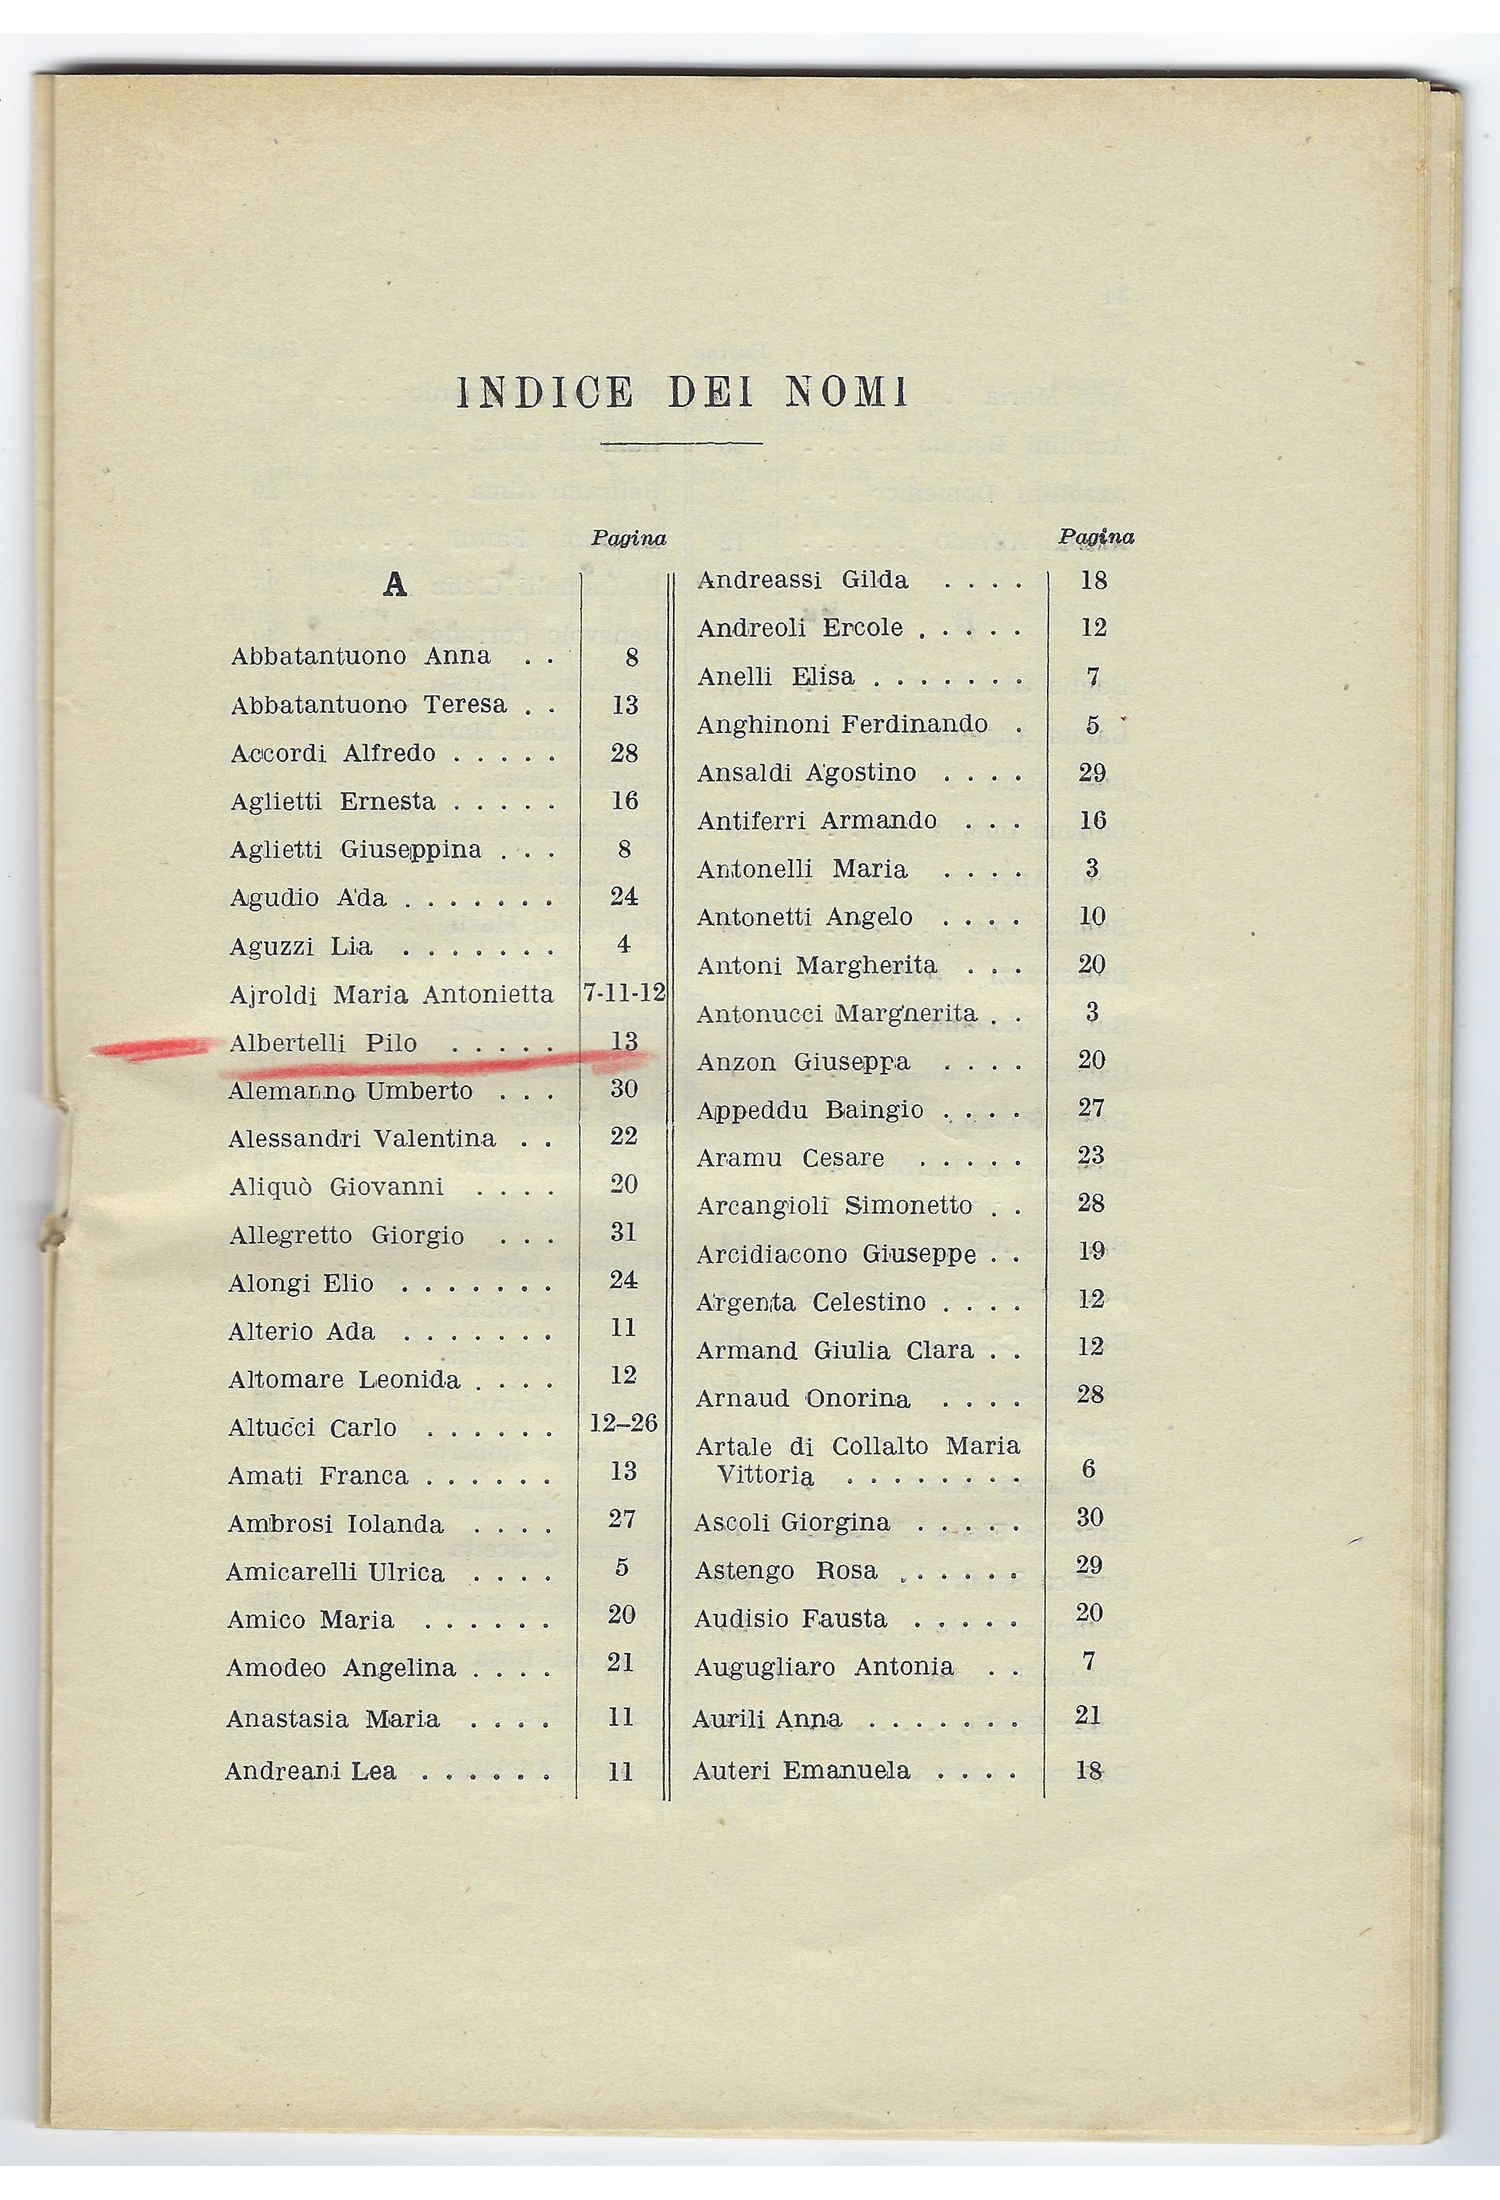 INDICE DEI NOMI
Pagina
A
Abbatantuono Anna . . 8
Abbatantuono Teresa . . 13
Accordi Alfredo . . . . . 28
Aglietti Ernesta . . . . . 16
Aglietti Giuseppina . . . 8
Agudio Ada . . . . . . . 24
Aguzzi Lia . . . . . . . 4
Ajroldi Maria Antonietta 7-11-12
Albertelli Pilo . . . . . 13
Alemanno Umberto . . . 30
Alessandri Valentina . . 22
Aliquò Giovanni . . . . 20
Allegretto Giorgio . . . 31
Alongi Elio . . . . . . . 24
Alterio Ada . . . . . . . 11
Altomare Leonida . . . . 12
Altucci Carlo . . . . . . 12–26
Amati Franca . . . . . . 13
Ambrosi Iolanda . . . . 27
Amicarelli Ulrica . . . . 5
Amico Maria . . . . . . 20
Amodeo Angelina . . . . 21
Anastasia Maria . . . . 11
Andreani Lea . . . . . . 11
Pagina
Andreassi Gilda . . . . 18
Andreoli Ercole . . . . . 12
Anelli Elisa . . . . . . . 7
Anghinoni Ferdinando . 5
Ansaldi Agostino . . . . 29
Antiferri Armando . . . 16
Antonelli Maria . . . . 3
Antonetti Angelo . . . . 10
Antoni Margherita . . . 20
Antonucci Margherita . . 3
Anzon Giuseppa . . . . 20
Appeddu Baingio . . . . 27
Aramu Cesare . . . . . 23
Arcangioli Simonetto . . 28
Arcidiacono Giuseppe . . 19
Argenta Celestino . . . . 12
Armand Giulia Clara . . 12
Arnaud Onorina . . . . 28
Artale di Collalto Maria
Vittoria . . . . . . . . 6
Ascoli Giorgina . . . . . 30
Astengo Rosa . . . . . . 29
Audisio Fausta . . . . . 20
Augugliaro Antonia . . 7
Aurili Anna . . . . . . . 21
Auteri Emanuela . . . . 18